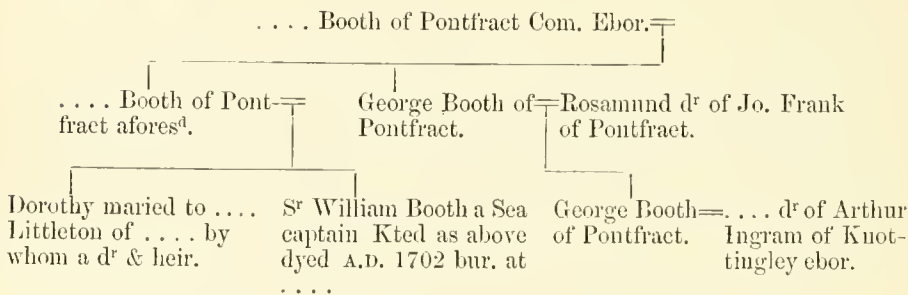 . . . . Booth of Pontfract Com. Ebor.
. . . . Booth of Pont-
fract aforesᵈ.
George Booth of
Pontfract.
Rosamund dʳ of Jo. Frank
of Pontfract.
Dorothy maried to . . . .
Littleton of . . . . by
whom a dʳ & heir.
Sʳ William Booth a Sea
captain Kted as above
dyed A.D. 1702 bur. at
. . . .
George Booth
of Pontfract.
. . . . dʳ of Arthur
Ingram of Knot-
tingley ebor.